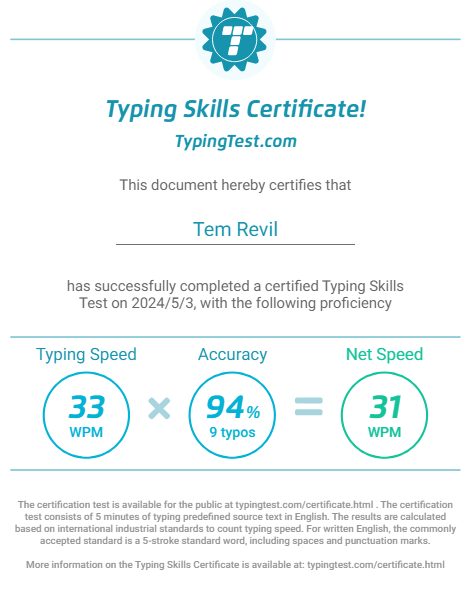 T
Typing Skills Certificate!
TypingTest.com
This document hereby certifies that
Tem Revil
has successfully completed a certified Typing Skills
Test on 2024/5/3, with the following proficiency
Typing Speed Accuracy Net Speed
33 × 94% = 31
WPM 9 typos WPM
The certification test is available for the public at typingtest.com/certificate.html . The certification
test consists of 5 minutes of typing predefined source text in English. The results are calculated
based on international industrial standards to count typing speed. For written English, the commonly
accepted standard is a 5-stroke standard word, including spaces and punctuation marks.
More information on the Typing Skills Certificate is available at: typingtest.com/certificate.html